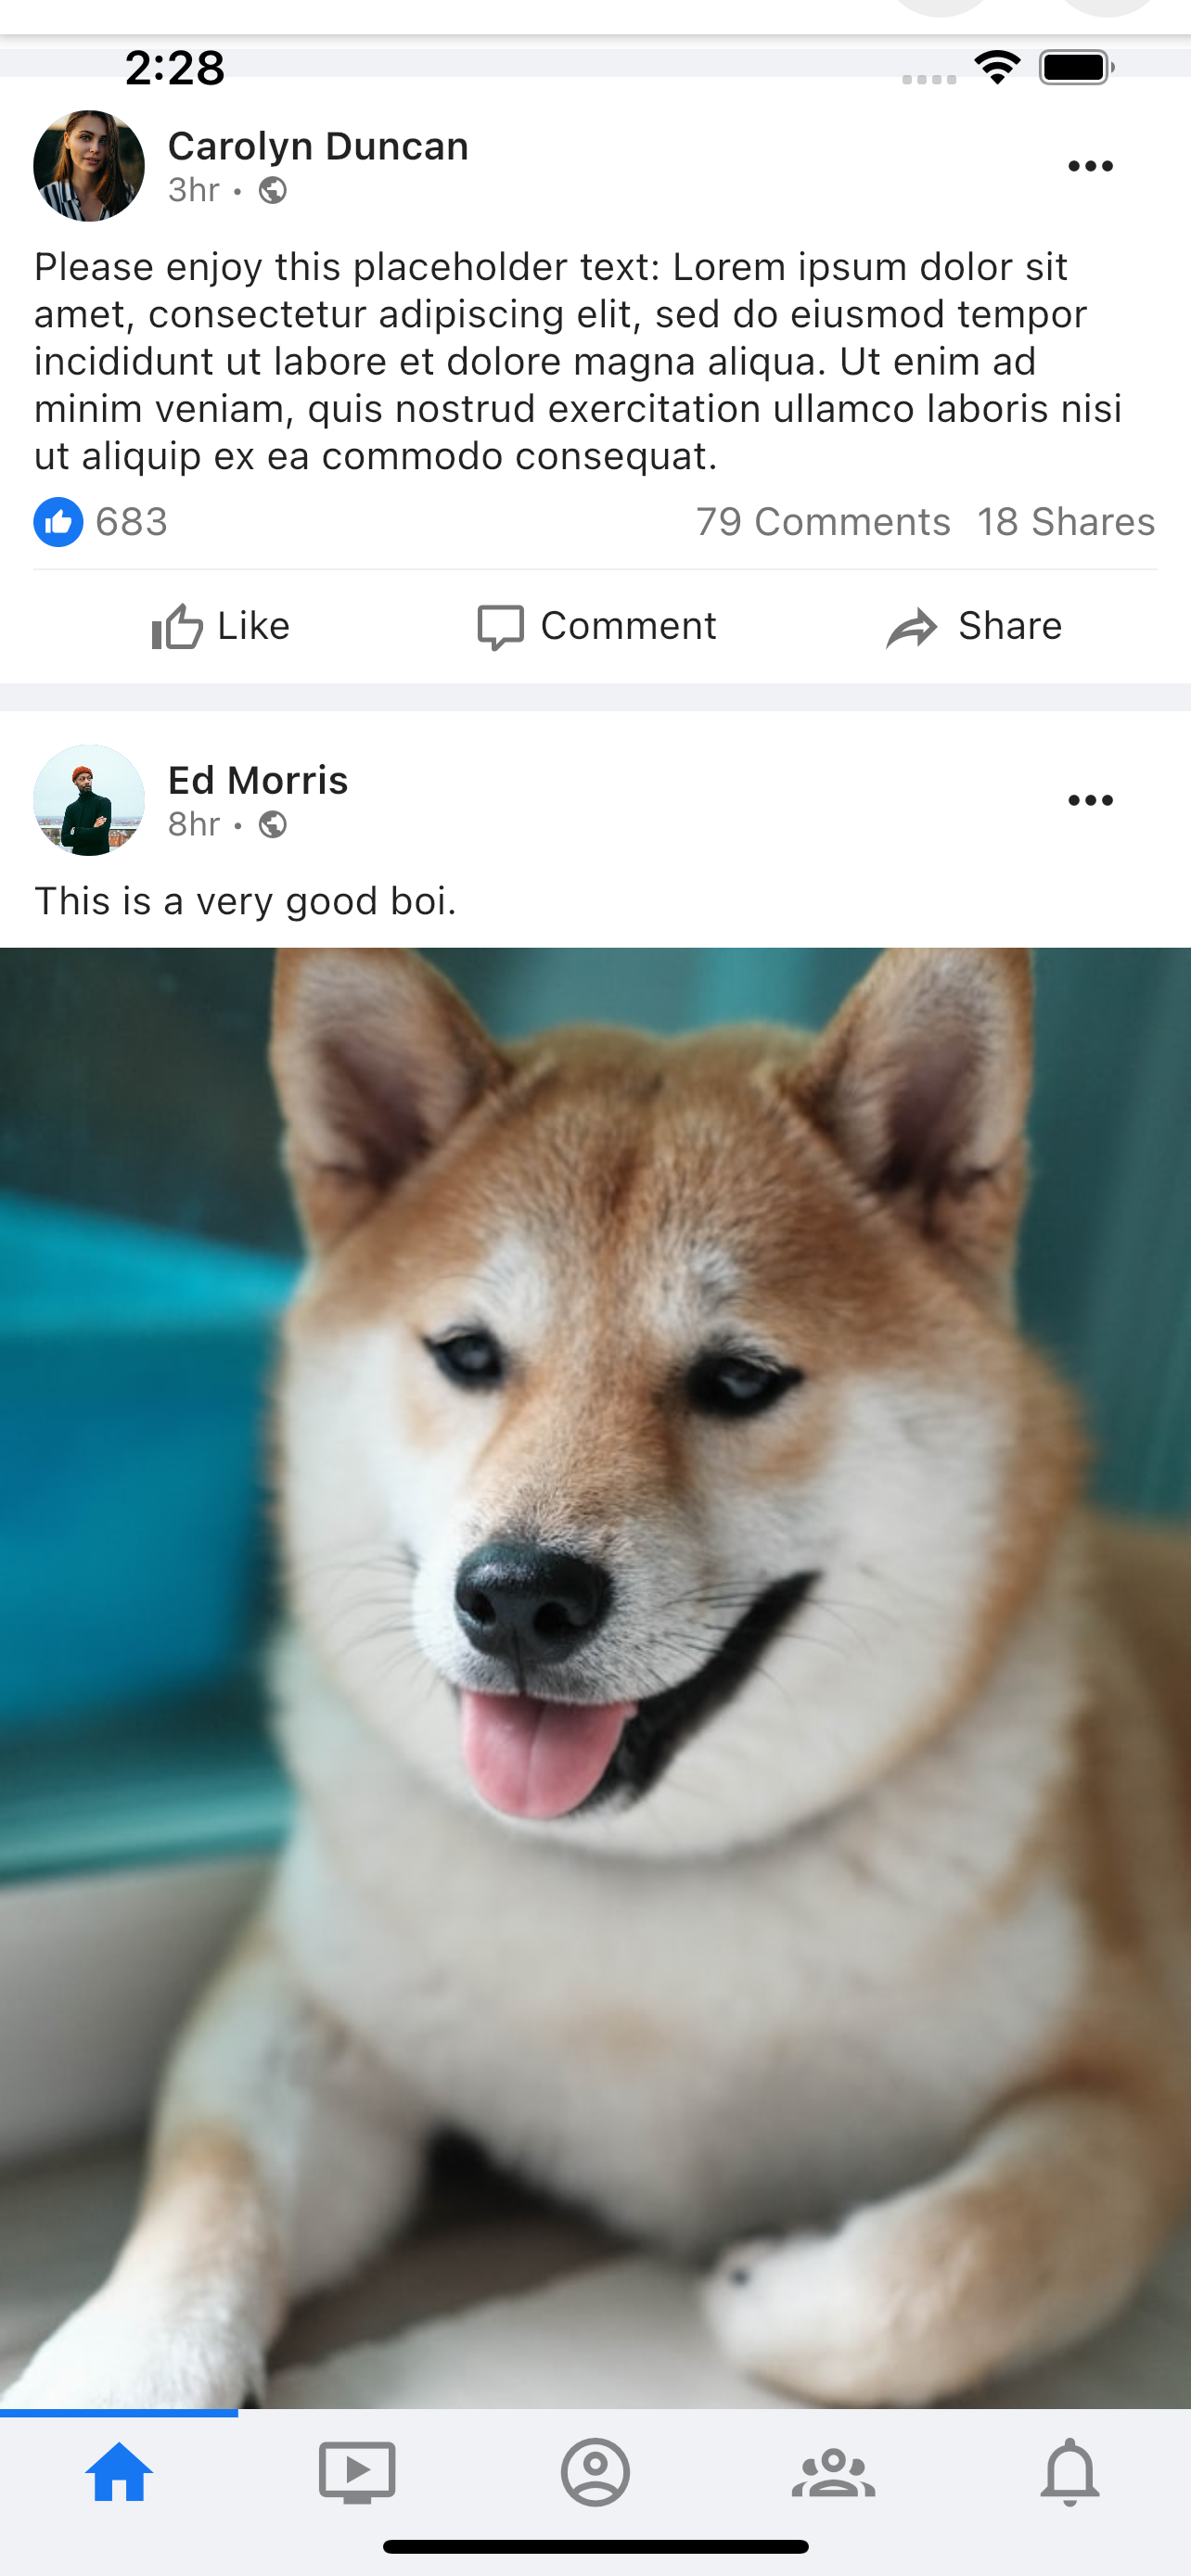 2:28
Carolyn Duncan
3hr •
Please enjoy this placeholder text: Lorem ipsum dolor sit
amet, consectetur adipiscing elit, sed do eiusmod tempor
incididunt ut labore et dolore magna aliqua. Ut enim ad
minim veniam, quis nostrud exercitation ullamco laboris nisi
ut aliquip ex ea commodo consequat.
683 79 Comments 18 Shares
Like Comment Share
Ed Morris
8hr •
This is a very good boi.